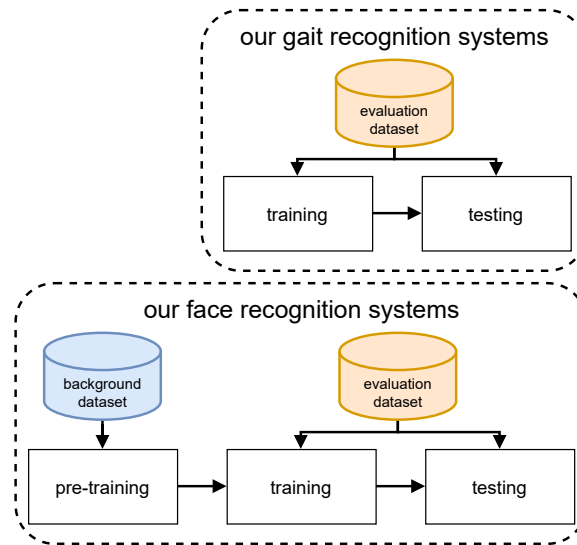 our gait recognition systems
evaluation
dataset
training
testing
our face recognition systems
background
dataset
evaluation
dataset
pre-training
training
testing